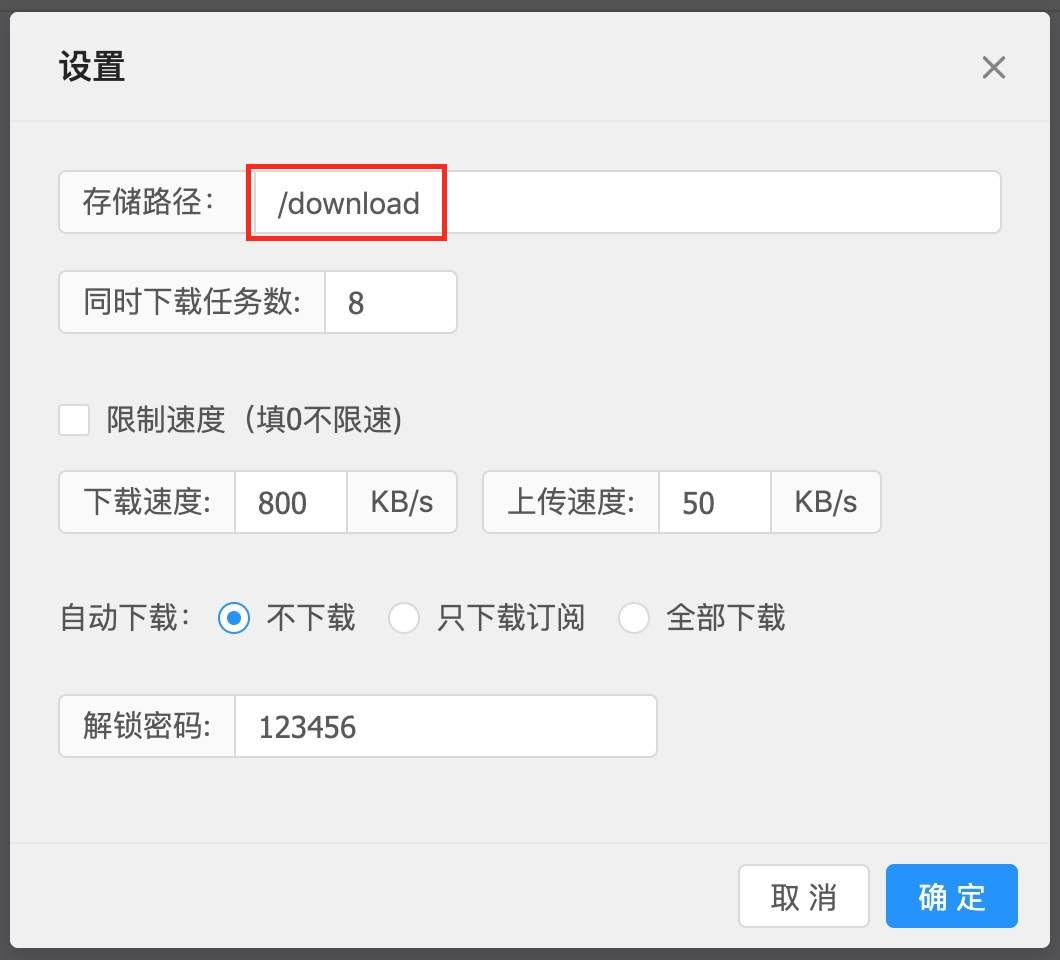 设置
存储路径： /download
同时下载任务数: 8
限制速度（填0不限速)
下载速度: 800 KB/s 上传速度: 50 KB/s
自动下载： 不下载 只下载订阅 全部下载
解锁密码: 123456
取 消 确 定